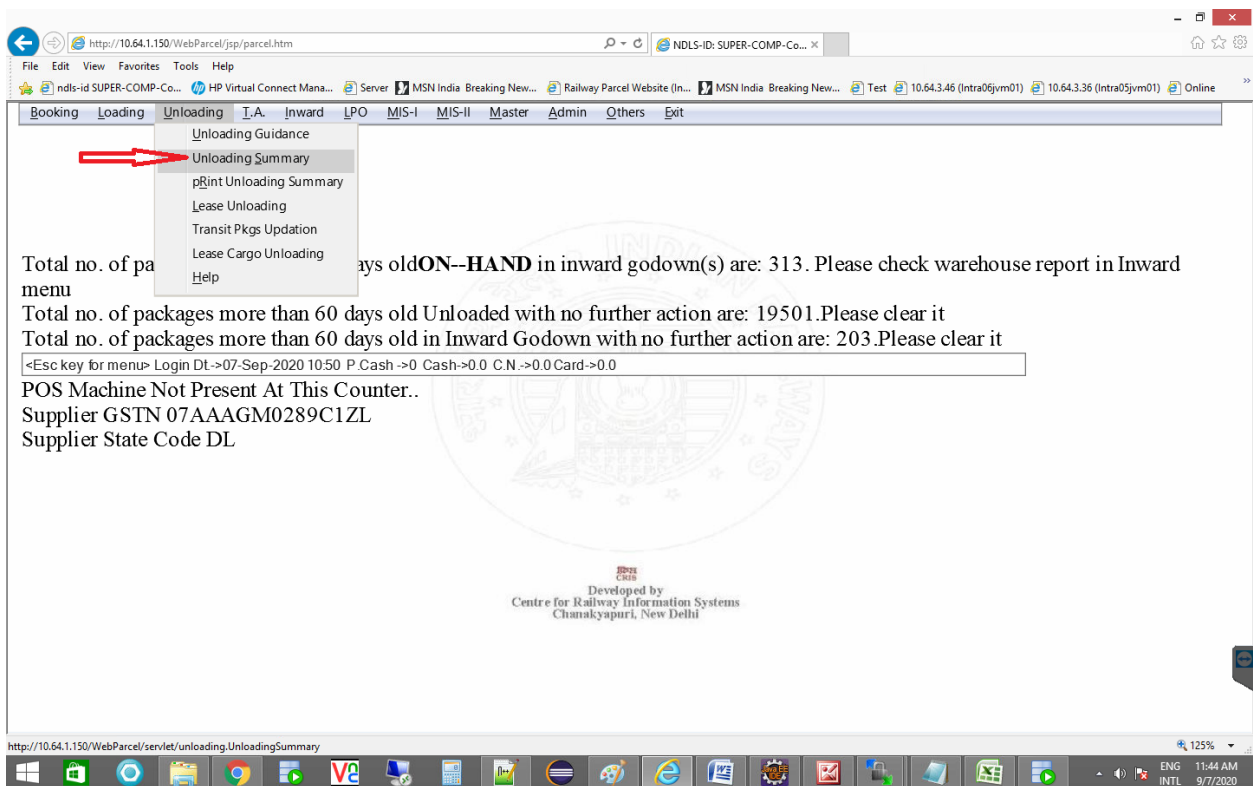 http://10.64.1.150/WebParcel/jsp/parcel.htm
NDLS-ID: SUPER-COMP-Co...
File Edit View Favorites Tools Help
ndls-id SUPER-COMP-Co... HP Virtual Connect Mana... Server MSN India Breaking New... Railway Parcel Website (In... MSN India Breaking New... Test 10.64.3.46 (Intra06jvm01) 10.64.3.36 (Intra05jvm01) Online
Booking Loading Unloading T.A. Inward LPO MIS-I MIS-II Master Admin Others Exit
Unloading Guidance
Unloading Summary
pRint Unloading Summary
Lease Unloading
Transit Pkgs Updation
Lease Cargo Unloading
Help
Total no. of pa ays oldON--HAND in inward godown(s) are: 313. Please check warehouse report in Inward
menu
Total no. of packages more than 60 days old Unloaded with no further action are: 19501.Please clear it
Total no. of packages more than 60 days old in Inward Godown with no further action are: 203.Please clear it
<Esc key for menu> Login Dt.->07-Sep-2020 10:50 P.Cash ->0 Cash->0.0 C.N.->0.0 Card->0.0
POS Machine Not Present At This Counter..
Supplier GSTN 07AAAGM0289C1ZL
Supplier State Code DL
INDIAN RAILWAYS
क्रिस
CRIS
Developed by
Centre for Railway Information Systems
Chanakyapuri, New Delhi
http://10.64.1.150/WebParcel/servlet/unloading.UnloadingSummary
125%
ENG 11:44 AM
INTL 9/7/2020